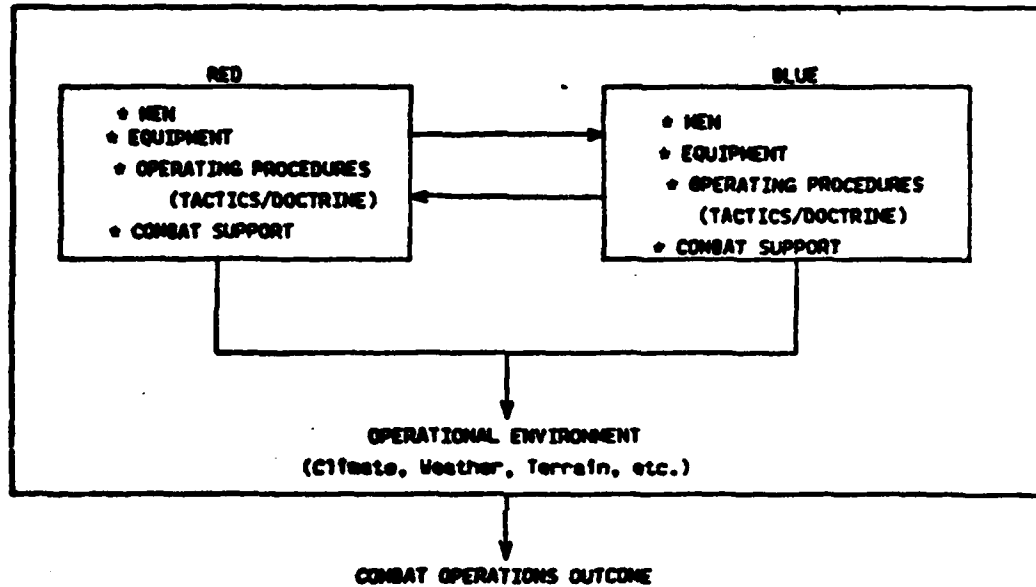 RED
* MEN
* EQUIPMENT
* OPERATING PROCEDURES
(TACTICS/DOCTRINE)
* COMBAT SUPPORT
BLUE
* MEN
* EQUIPMENT
* OPERATING PROCEDURES
(TACTICS/DOCTRINE)
* COMBAT SUPPORT
OPERATIONAL ENVIRONMENT
(Climate, Weather, Terrain, etc.)
COMBAT OPERATIONS OUTCOME